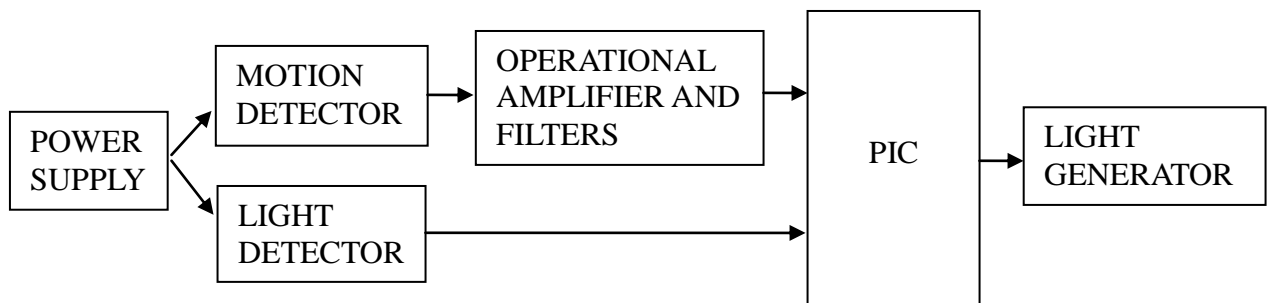 POWER
SUPPLY
MOTION
DETECTOR
OPERATIONAL
AMPLIFIER AND
FILTERS
LIGHT
DETECTOR
PIC
LIGHT
GENERATOR